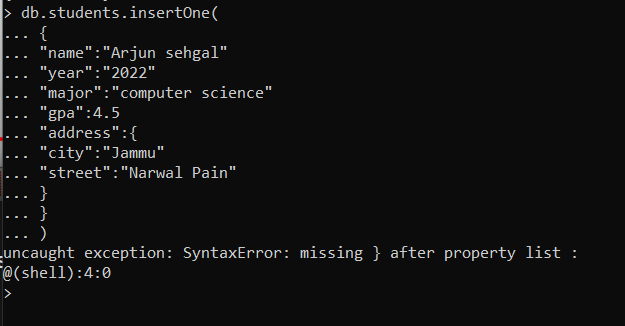 > db.students.insertOne(
... {
... "name":"Arjun sehgal"
... "year":"2022"
... "major":"computer science"
... "gpa":4.5
... "address":{
... "city":"Jammu"
... "street":"Narwal Pain"
... }
... }
... )
uncaught exception: SyntaxError: missing } after property list :
@(shell):4:0
>